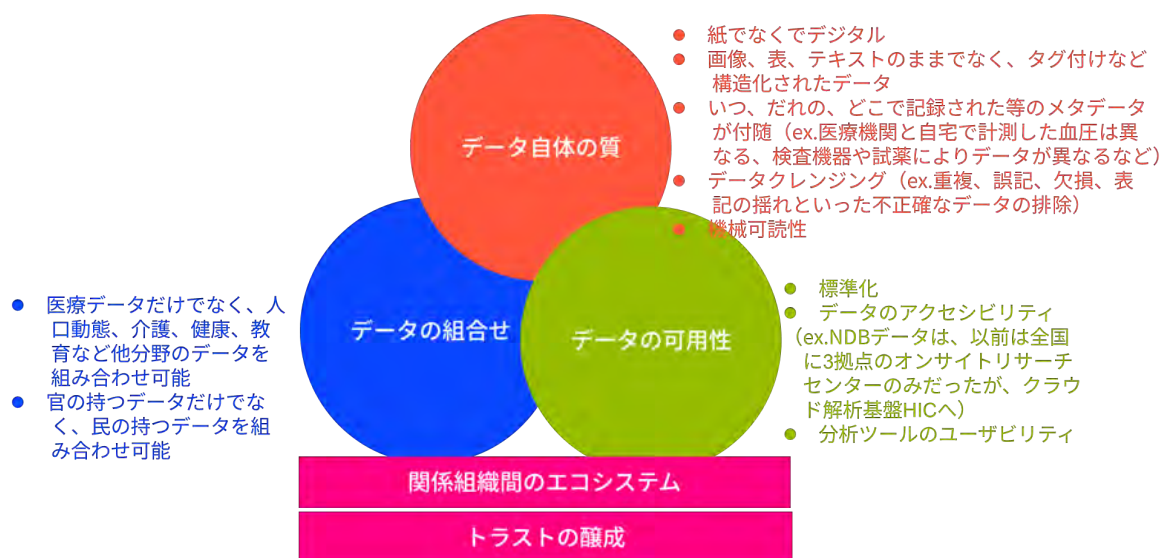 データ自体の質
● 紙でなくでデジタル
● 画像、表、テキストのままでなく、タグ付けなど
構造化されたデータ
● いつ、だれの、どこで記録された等のメタデータ
が付随（ex.医療機関と自宅で計測した血圧は異
なる、検査機器や試薬によりデータが異なるなど）
● データクレンジング（ex.重複、誤記、欠損、表
記の揺れといった不正確なデータの排除）
● 機械可読性
データの組合せ
● 医療データだけでなく、人
口動態、介護、健康、教
育など他分野のデータを
組み合わせ可能
● 官の持つデータだけでな
く、民の持つデータを組
み合わせ可能
データの可用性
● 標準化
● データのアクセシビリティ
（ex.NDBデータは、以前は全国
に3拠点のオンサイトリサーチ
センターのみだったが、クラウ
ド解析基盤HICへ）
● 分析ツールのユーザビリティ
関係組織間のエコシステム
トラストの醸成